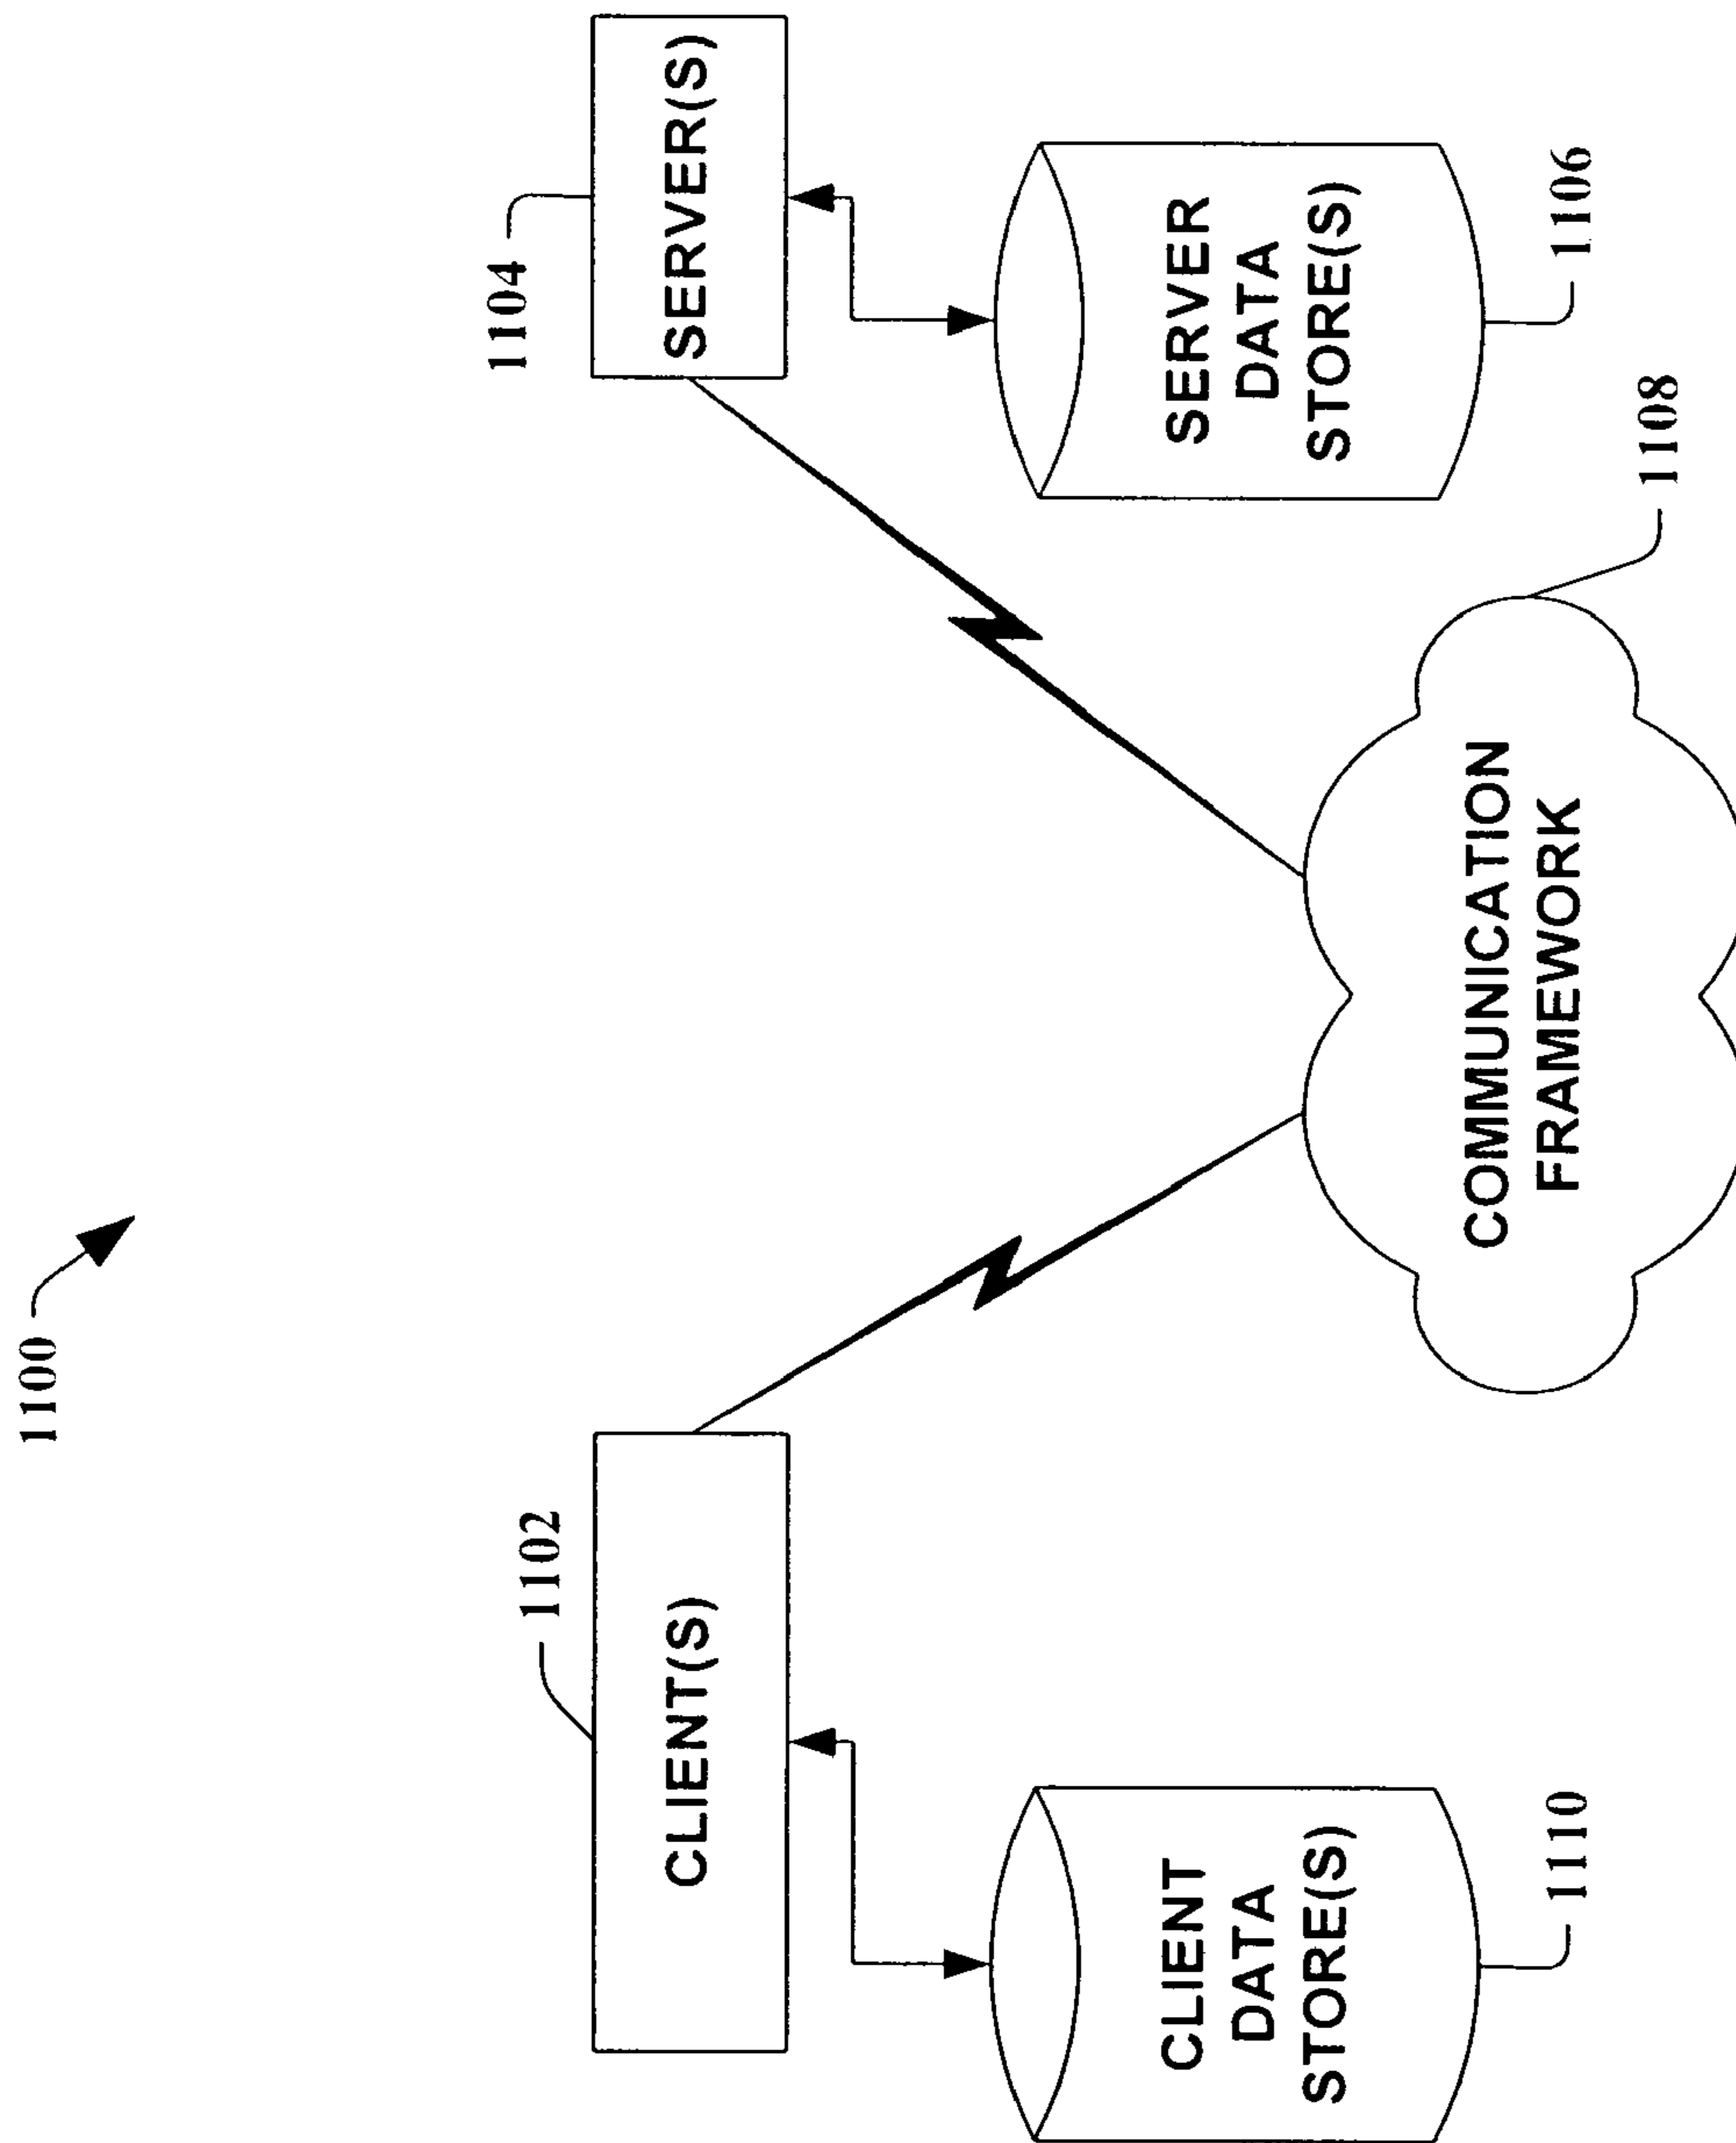 1100
1102
1104
CLIENT(S)
SERVER(S)
CLIENT
DATA
STORE(S)
SERVER
DATA
STORE(S)
1110
1106
COMMUNICATION
FRAMEWORK
1108